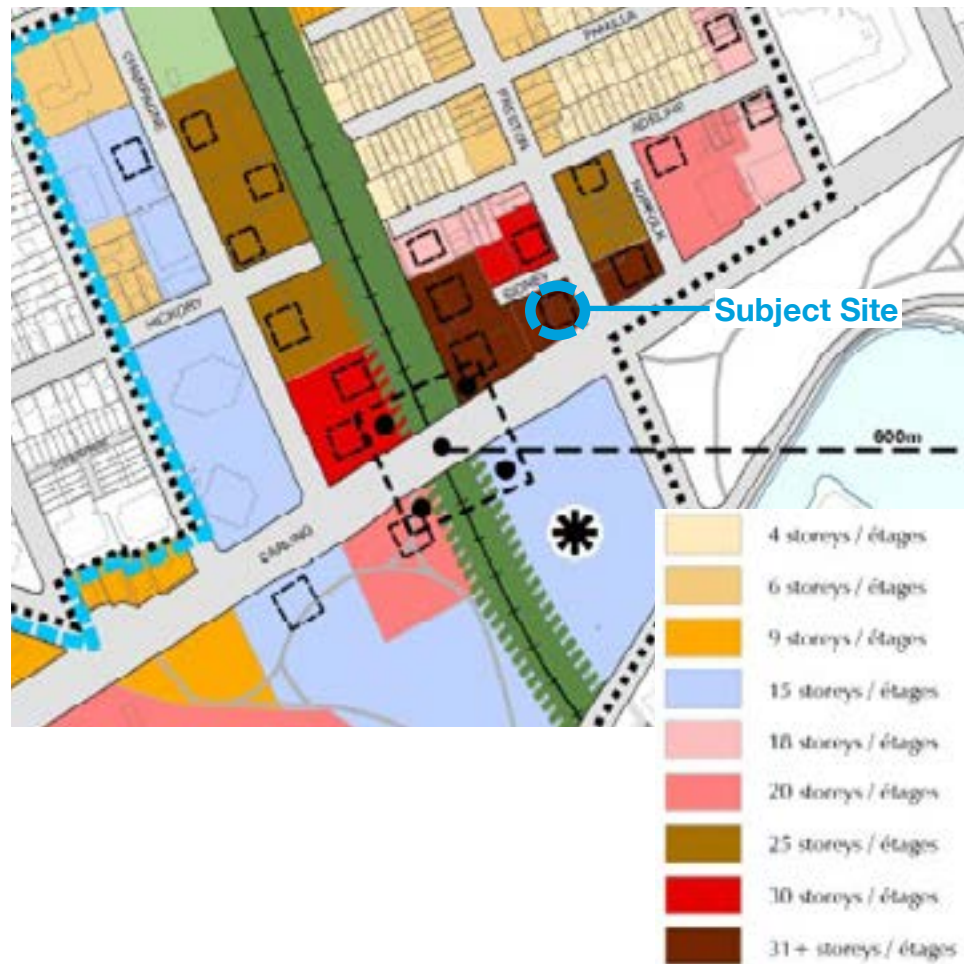 PAMILLA
CHAMPAGNE
PRESTON
ADELINE
NORFOLK
SIDNEY
Subject Site
HICKORY
600m
CARLING
4 storeys / étages
6 storeys / étages
9 storeys / étages
15 storeys / étages
18 storeys / étages
20 storeys / étages
25 storeys / étages
30 storeys / étages
31+ storeys / étages